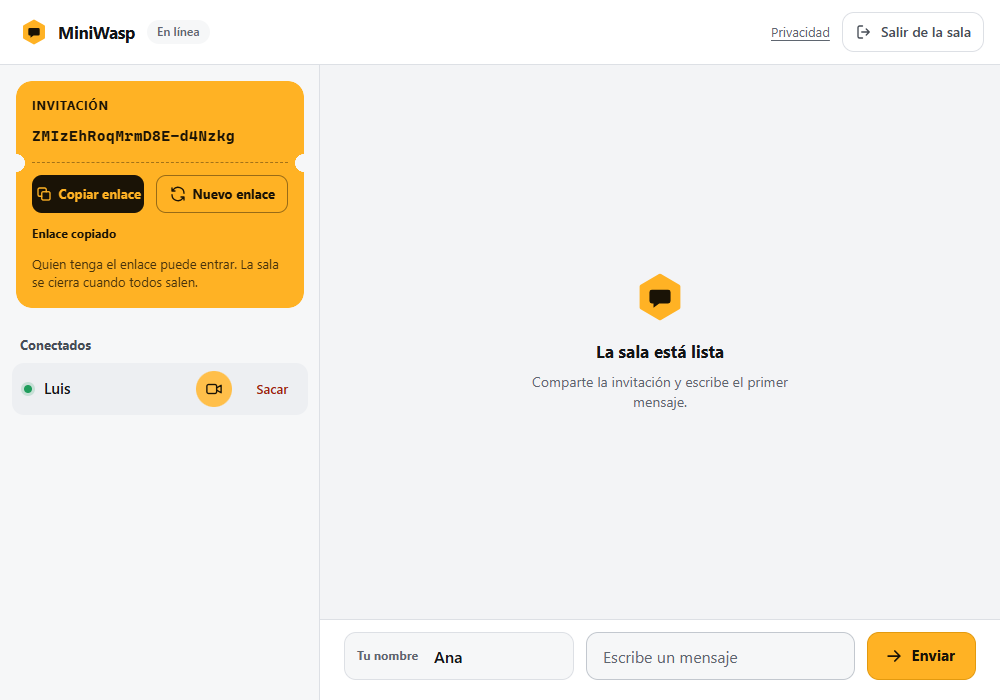 MiniWasp
En línea
Privacidad
Salir de la sala
INVITACIÓN
ZMIzEhRoqMrmD8E-d4Nzkg
Copiar enlace
Nuevo enlace
Enlace copiado
Quien tenga el enlace puede entrar. La sala
se cierra cuando todos salen.
Conectados
Luis
Sacar
La sala está lista
Comparte la invitación y escribe el primer
mensaje.
Tu nombre
Ana
Escribe un mensaje
Enviar